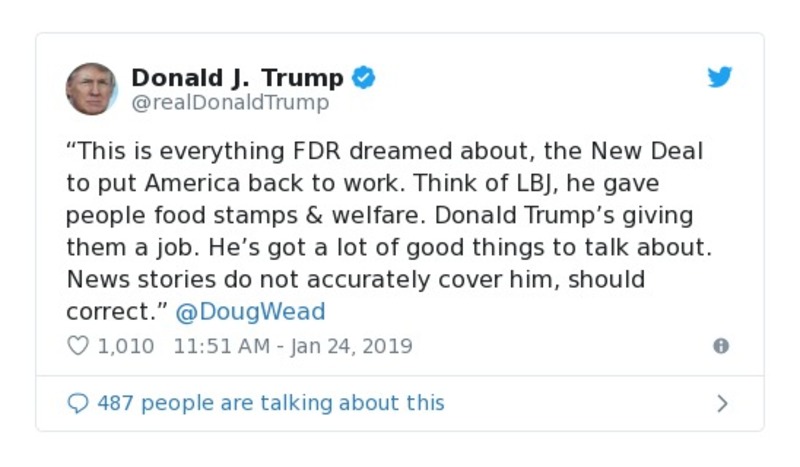 Donald J. Trump
@realDonaldTrump
“This is everything FDR dreamed about, the New Deal
to put America back to work. Think of LBJ, he gave
people food stamps & welfare. Donald Trump’s giving
them a job. He’s got a lot of good things to talk about.
News stories do not accurately cover him, should
correct.” @DougWead
1,010 11:51 AM - Jan 24, 2019
487 people are talking about this